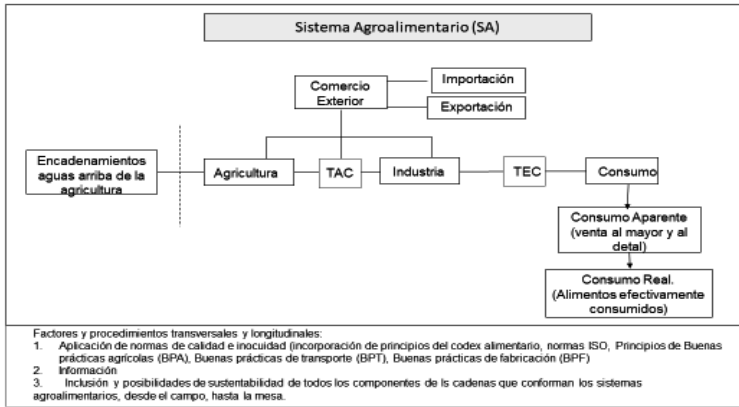 Sistema Agroalimentario (SA)
Comercio
Exterior
Importación
Exportación
Encadenamientos
aguas arriba de la
agricultura
Agricultura
TAC
Industria
TEC
Consumo
Consumo Aparente
(venta al mayor y al
detal)
Consumo Real.
(Alimentos efectivamente
consumidos)
Factores y procedimientos transversales y longitudinales:
1. Aplicación de normas de calidad e inocuidad (incorporación de principios del codex alimentario, normas ISO, Principios de Buenas
prácticas agrícolas (BPA), Buenas prácticas de transporte (BPT), Buenas prácticas de fabricación (BPF)
2. Información
3. Inclusión y posibilidades de sustentabilidad de todos los componentes de ls cadenas que conforman los sistemas
agroalimentarios, desde el campo, hasta la mesa.